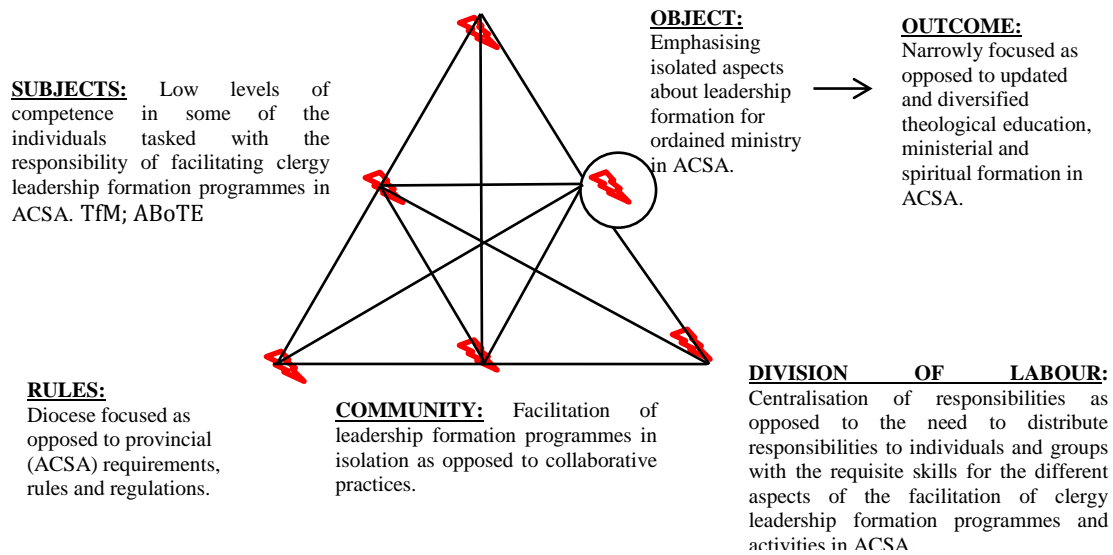 SUBJECTS: Low levels of
competence in some of the
individuals tasked with the
responsibility of facilitating clergy
leadership formation programmes in
ACSA. TfM; ABoTE
OBJECT:
Emphasising
isolated aspects
about leadership
formation for
ordained ministry
in ACSA.
OUTCOME:
Narrowly focused as
opposed to updated
and diversified
theological education,
ministerial and
spiritual formation in
ACSA.
RULES:
Diocese focused as
opposed to provincial
(ACSA) requirements,
rules and regulations.
COMMUNITY: Facilitation of
leadership formation programmes in
isolation as opposed to collaborative
practices.
DIVISION OF LABOUR:
Centralisation of responsibilities as
opposed to the need to distribute
responsibilities to individuals and groups
with the requisite skills for the different
aspects of the facilitation of clergy
leadership formation programmes and
activities in ACSA